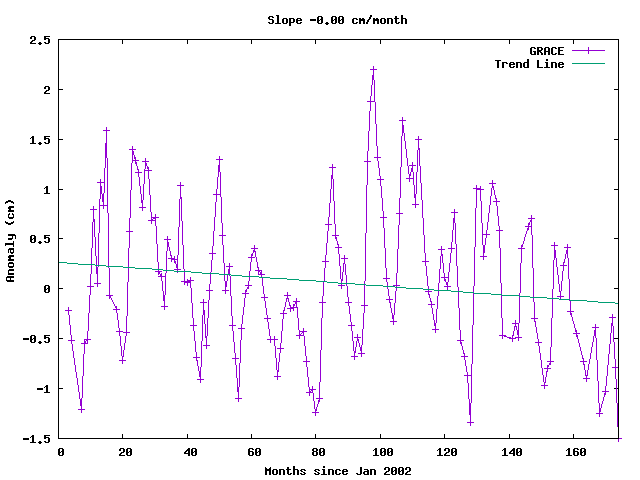 Slope -0.00 cm/month
2.5
2
1.5
1
0.5
0
-0.5
-1
-1.5
Anomaly (cm)
GRACE
Trend Line
0 20 40 60 80 100 120 140 160
Months since Jan 2002